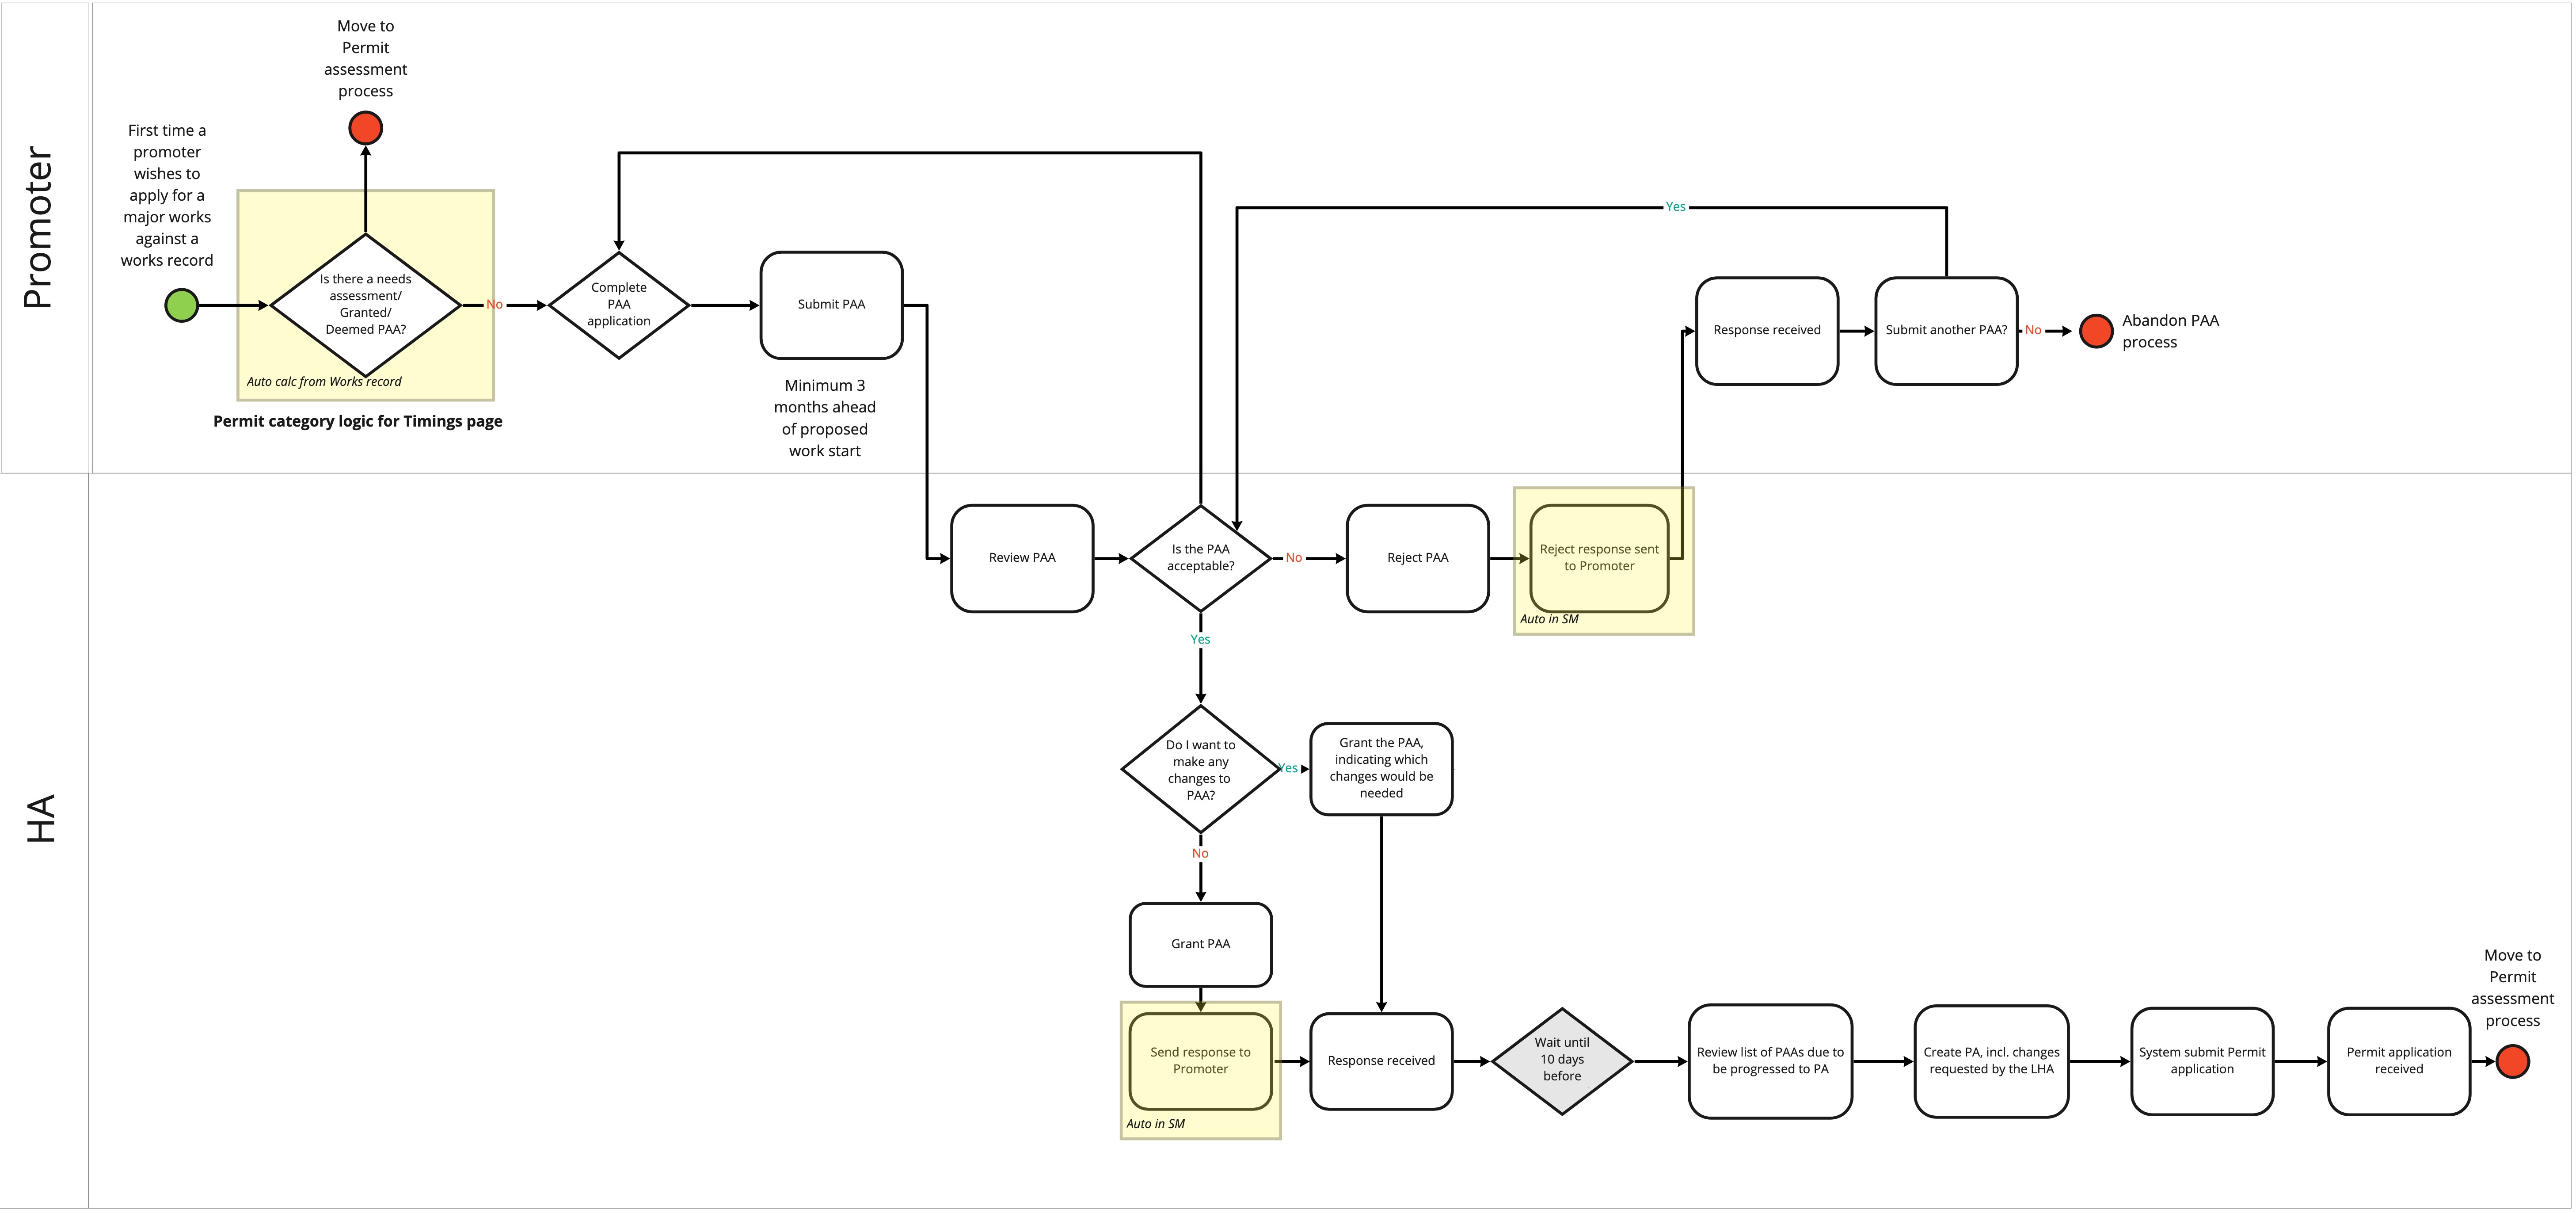 Promoter
Move to
Permit
assessment
process
First time a
promoter
wishes to
apply for a
major works
against a
works record
Is there a needs
assessment/
Granted/
Deemed PAA?
Auto calc from Works record
Permit category logic for Timings page
No
Complete
PAA
application
Submit PAA
Minimum 3
months ahead
of proposed
work start
Yes
Response received
Submit another PAA?
No
Abandon PAA
process
HA
Review PAA
Is the PAA
acceptable?
No
Reject PAA
Reject response sent
to Promoter
Auto in SM
Yes
Do I want to
make any
changes to
PAA?
Yes
Grant the PAA,
indicating which
changes would be
needed
No
Grant PAA
Send response to
Promoter
Auto in SM
Response received
Wait until
10 days
before
Review list of PAAs due to
be progressed to PA
Create PA, incl. changes
requested by the LHA
System submit Permit
application
Permit application
received
Move to
Permit
assessment
process